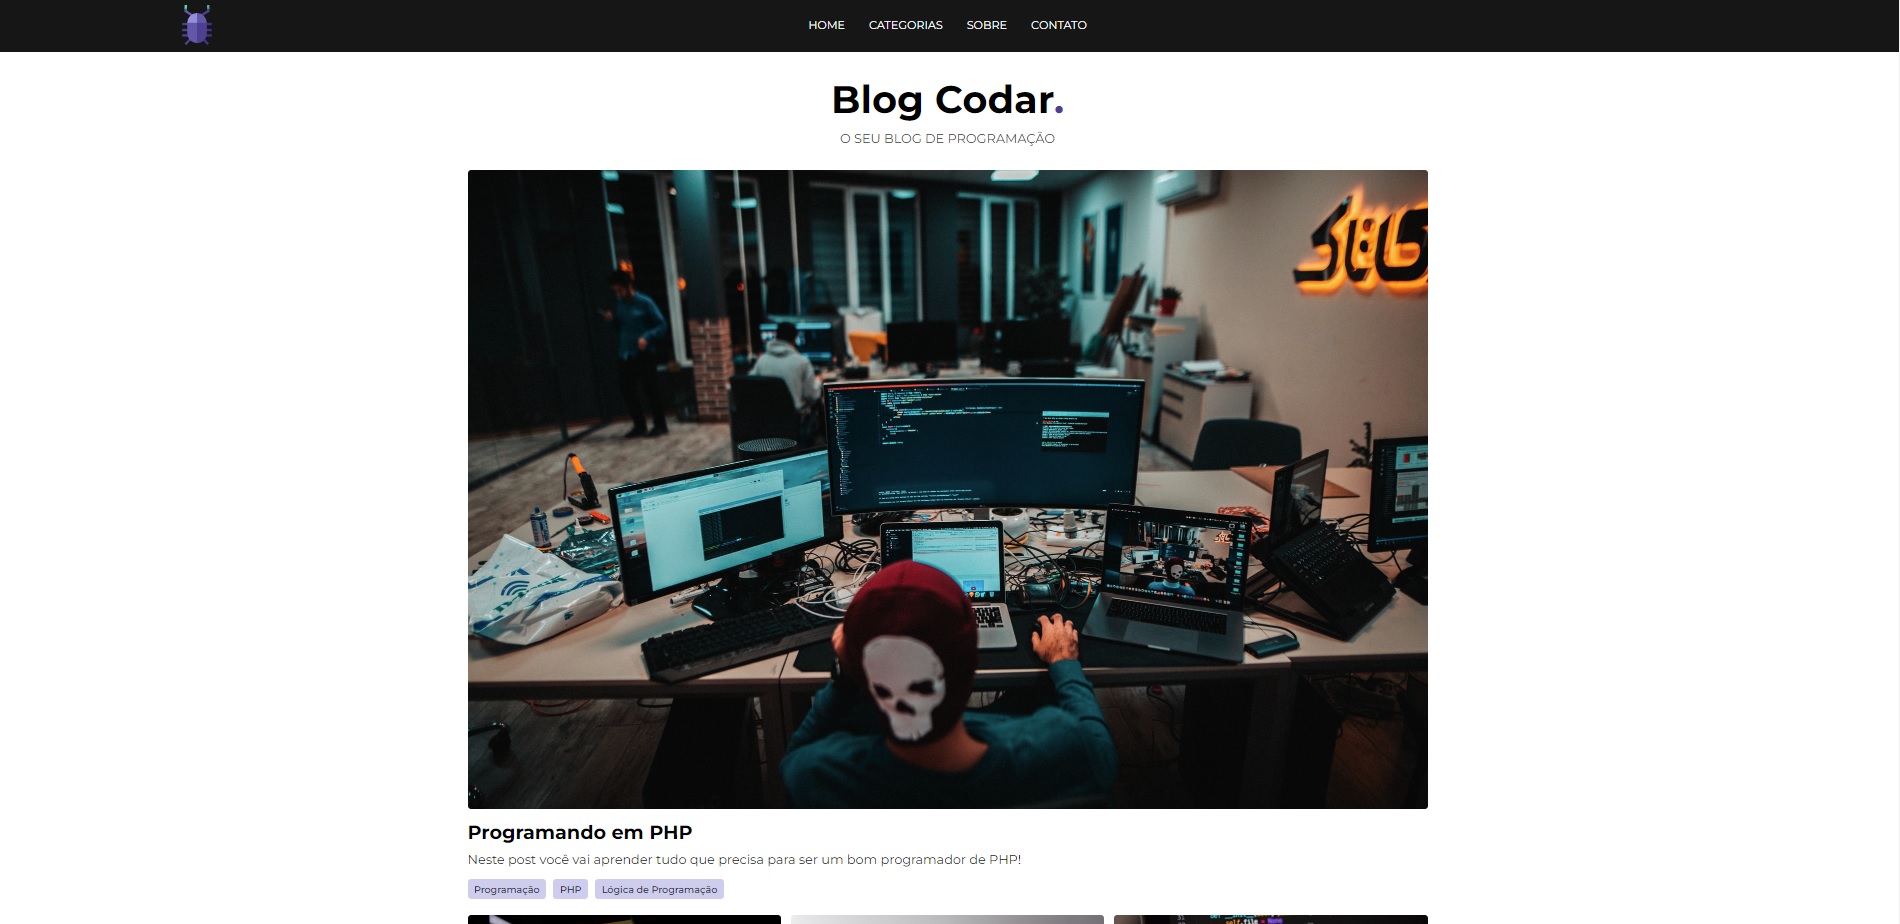 HOME CATEGORIAS SOBRE CONTATO
Blog Codar.
O SEU BLOG DE PROGRAMAÇÃO
Programando em PHP
Neste post você vai aprender tudo que precisa para ser um bom programador de PHP!
Programação PHP Lógica de Programação